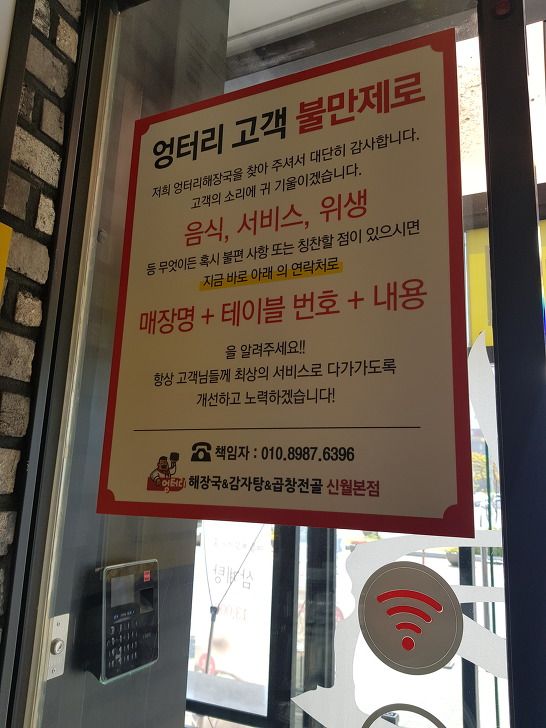 엉터리 고객 불만제로
저희 엉터리해장국을 찾아 주셔서 대단히 감사합니다.
고객의 소리에 귀 기울이겠습니다.
음식, 서비스, 위생
등 무엇이든 혹시 불편 사항 또는 칭찬할 점이 있으시면
지금 바로 아래 의 연락처로
매장명 + 테이블 번호 + 내용
을 알려주세요!!
항상 고객님들께 최상의 서비스로 다가가도록
개선하고 노력하겠습니다!
☎ 책임자 : 010.8987.6396
엉터리 해장국&감자탕&곱창전골 신월본점
삼계탕